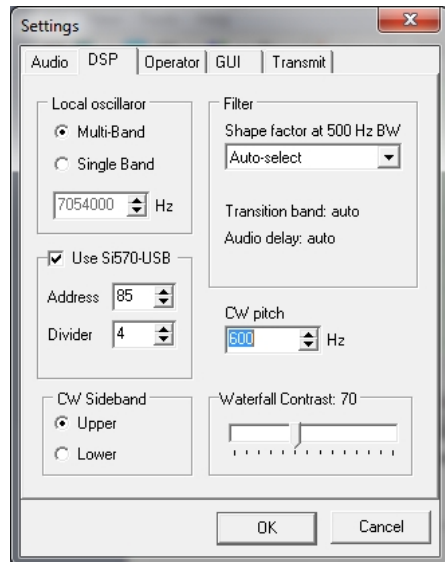 Settings
Audio
DSP
Operator
GUI
Transmit
Local oscillaror
Multi-Band
Single Band
7054000 Hz
Use Si570-USB
Address 85
Divider 4
CW Sideband
Upper
Lower
Filter
Shape factor at 500 Hz BW
Auto-select
Transition band: auto
Audio delay: auto
CW pitch
600 Hz
Waterfall Contrast: 70
OK
Cancel